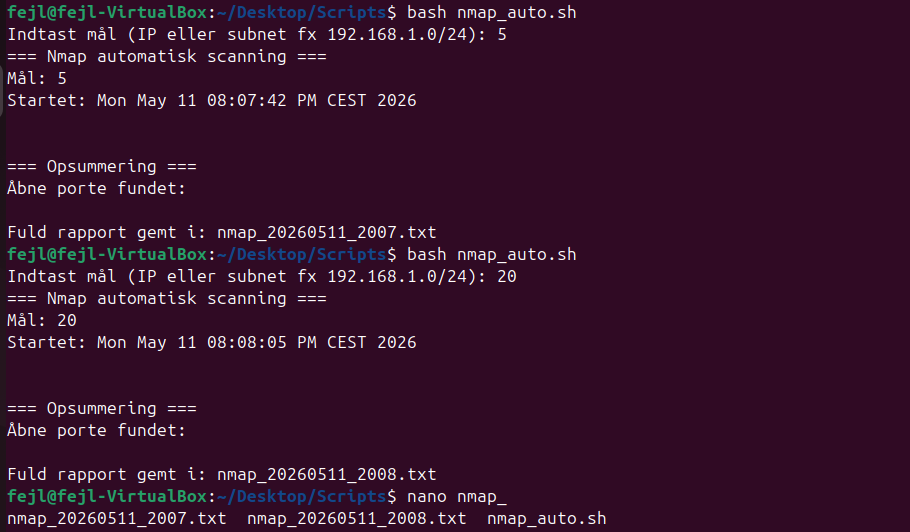 fejl@fejl-VirtualBox:~/Desktop/Scripts$ bash nmap_auto.sh
Indtast mål (IP eller subnet fx 192.168.1.0/24): 5
=== Nmap automatisk scanning ===
Mål: 5
Startet: Mon May 11 08:07:42 PM CEST 2026
=== Opsummering ===
Åbne porte fundet:
Fuld rapport gemt i: nmap_20260511_2007.txt
fejl@fejl-VirtualBox:~/Desktop/Scripts$ bash nmap_auto.sh
Indtast mål (IP eller subnet fx 192.168.1.0/24): 20
=== Nmap automatisk scanning ===
Mål: 20
Startet: Mon May 11 08:08:05 PM CEST 2026
=== Opsummering ===
Åbne porte fundet:
Fuld rapport gemt i: nmap_20260511_2008.txt
fejl@fejl-VirtualBox:~/Desktop/Scripts$ nano nmap_
nmap_20260511_2007.txt  nmap_20260511_2008.txt  nmap_auto.sh